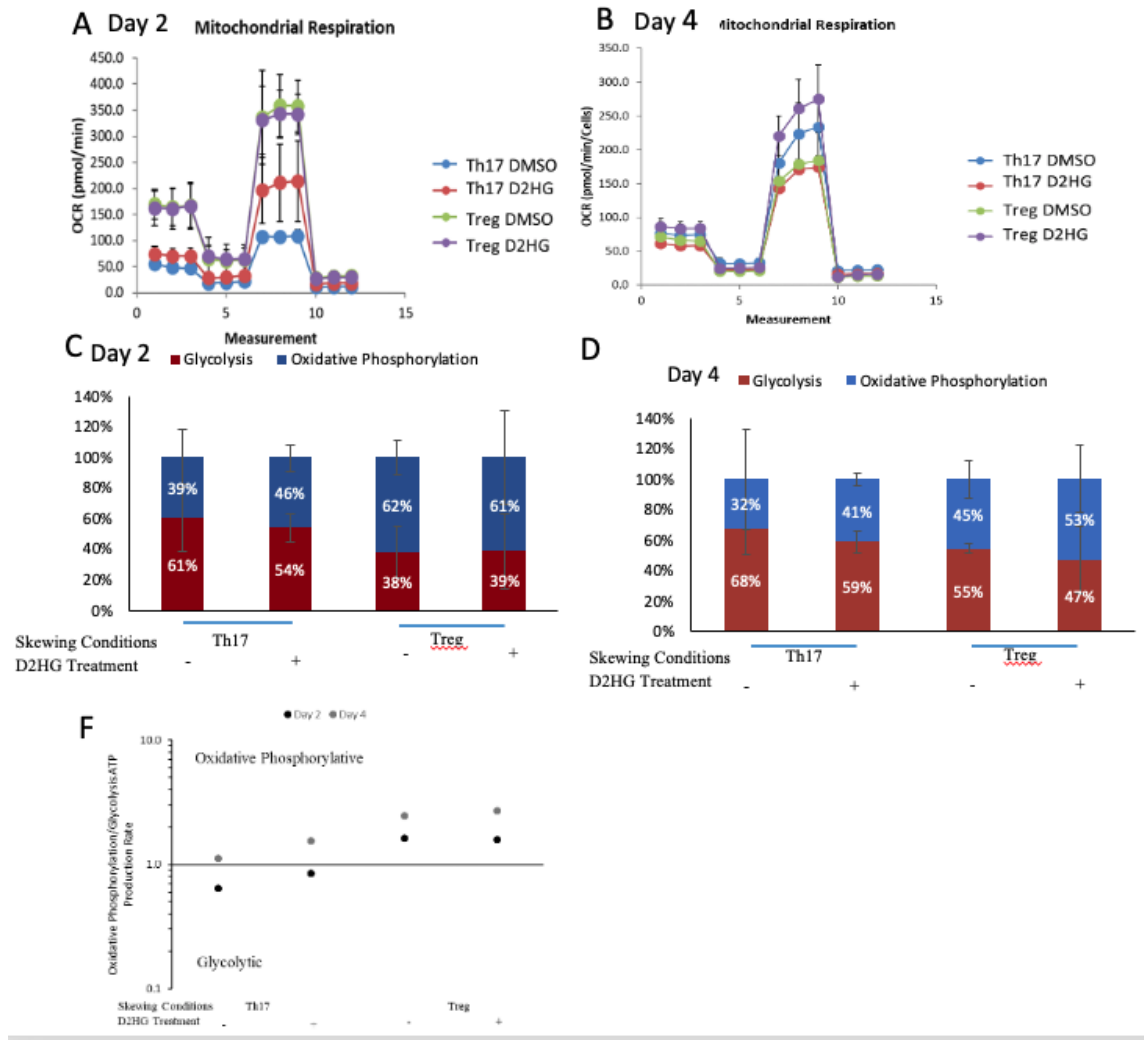 A Day 2 Mitochondrial Respiration
450.0
400.0
350.0
300.0
250.0
200.0
150.0
100.0
50.0
0.0
OCR (pmol/min)
0 5 10 15
Measurement
Th17 DMSO
Th17 D2HG
Treg DMSO
Treg D2HG
B Day 4 Mitochondrial Respiration
350.0
300.0
250.0
200.0
150.0
100.0
50.0
0.0
OCR (pmol/min/Cells)
0 5 10 15
Measurement
Th17 DMSO
Th17 D2HG
Treg DMSO
Treg D2HG
C Day 2 Glycolysis Oxidative Phosphorylation
140%
120%
100%
80%
60%
40%
20%
0%
39% 46% 62% 61%
61% 54% 38% 39%
Skewing Conditions Th17 Treg
D2HG Treatment - + - +
D
Day 4 Glycolysis Oxidative Phosphorylation
140%
120%
100%
80%
60%
40%
20%
0%
32% 41% 45% 53%
68% 59% 55% 47%
Skewing Conditions Th17 Treg
D2HG Treatment - + - +
F
Day 2 Day 4
10.0
1.0
0.1
Oxidative Phosphorylation/Glycolysis ATP
Production Rate
Oxidative Phosphorylative
Glycolytic
Skewing Conditions Th17 Treg
D2HG Treatment - - - +